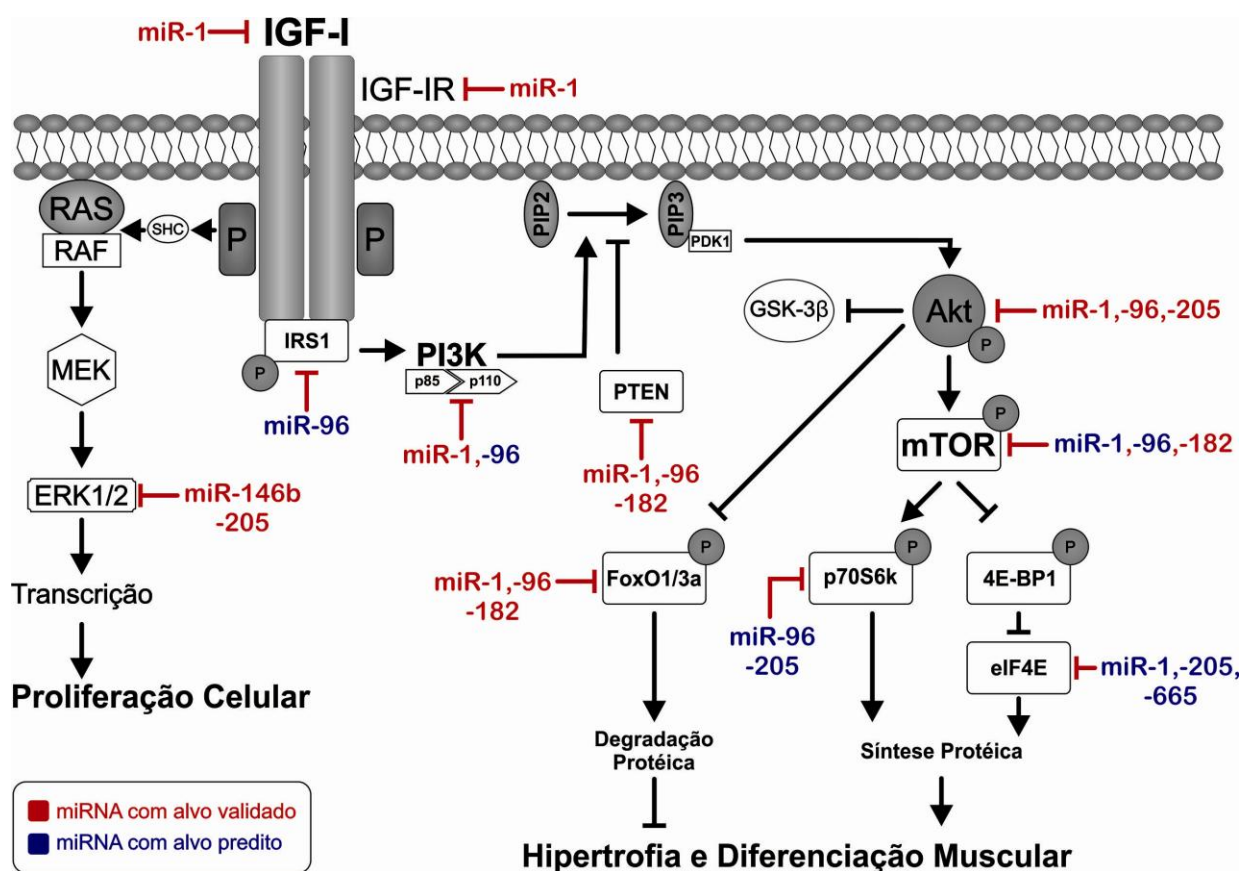 miR-1
IGF-I
IGF-IR
miR-1
RAS
RAF
SHC
P
P
PIP2
PIP3
PDK1
GSK-3β
Akt
P
miR-1,-96,-205
IRS1
P
miR-96
PI3K
p85
p110
miR-1,-96
PTEN
miR-1,-96
-182
MEK
P
mTOR
miR-1,-96,-182
ERK1/2
miR-146b
-205
P
FoxO1/3a
miR-1,-96
-182
P
p70S6k
miR-96
-205
P
4E-BP1
eIF4E
miR-1,-205,
-665
Transcrição
Proliferação Celular
Degradação
Protéica
Síntese Protéica
Hipertrofia e Diferenciação Muscular
miRNA com alvo validado
miRNA com alvo predito